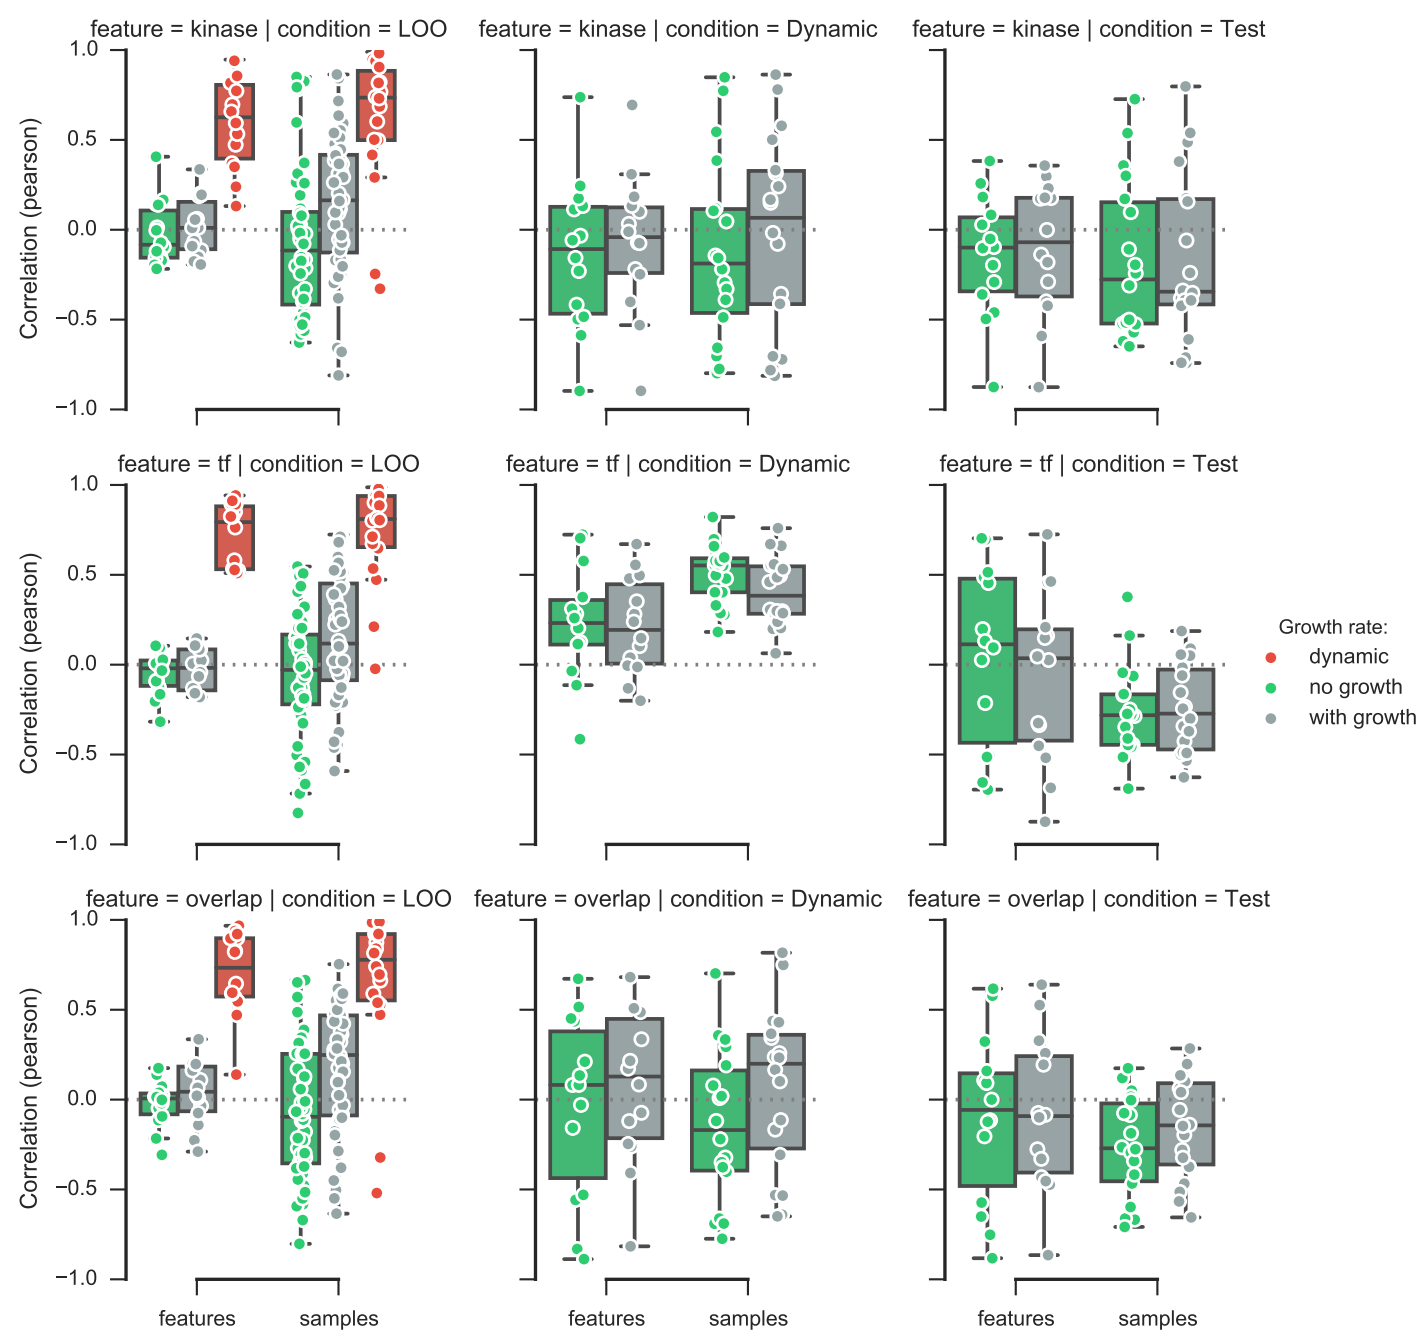 feature = kinase | condition = LOO
feature = kinase | condition = Dynamic
feature = kinase | condition = Test
1.0
0.5
0.0
−0.5
−1.0
Correlation (pearson)
feature = tf | condition = LOO
feature = tf | condition = Dynamic
feature = tf | condition = Test
1.0
0.5
0.0
−0.5
−1.0
Correlation (pearson)
Growth rate:
dynamic
no growth
with growth
feature = overlap | condition = LOO
feature = overlap | condition = Dynamic
feature = overlap | condition = Test
1.0
0.5
0.0
−0.5
−1.0
Correlation (pearson)
features
samples
features
samples
features
samples